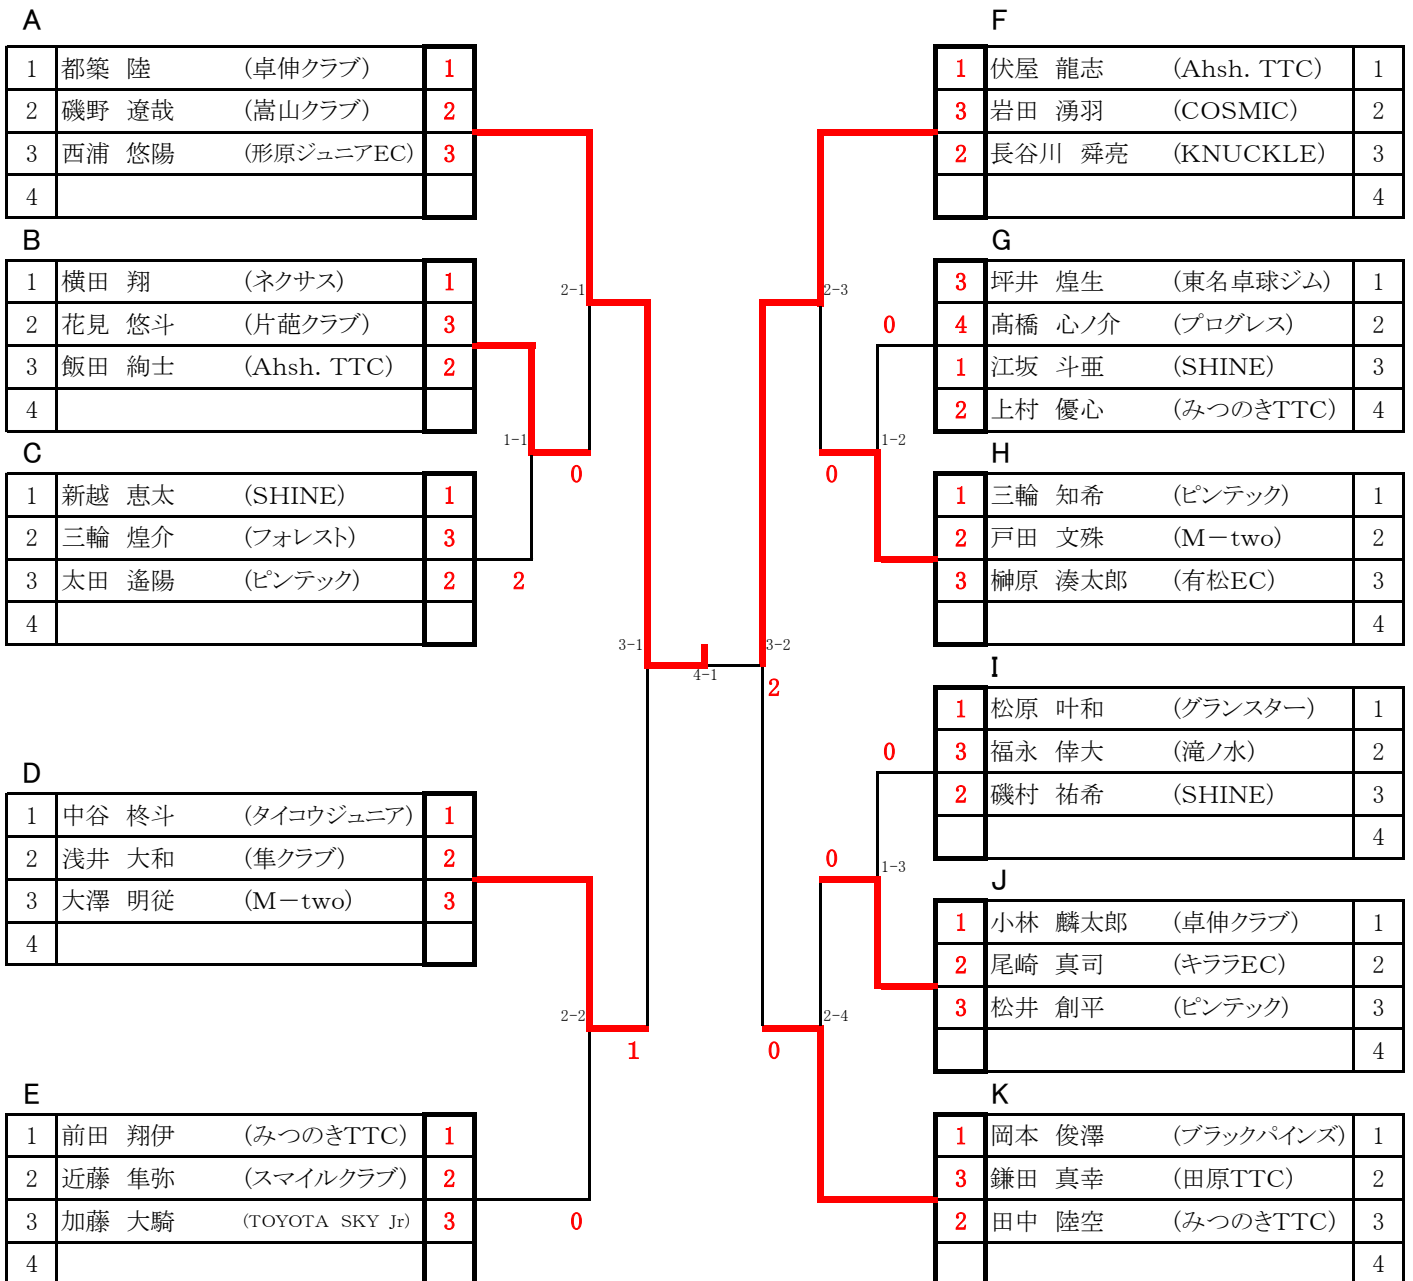 A
1 都築 陸 (卓伸クラブ) 1
2 磯野 遼哉 (嵩山クラブ) 2
3 西浦 悠陽 (形原ジュニアEC) 3
4
B
1 横田 翔 (ネクサス) 1
2 花見 悠斗 (片葩クラブ) 3
3 飯田 絢士 (Ahsh. TTC) 2
4
C
1 新越 恵太 (SHINE) 1
2 三輪 煌介 (フォレスト) 3
3 太田 遙陽 (ピンテック) 2
4
D
1 中谷 柊斗 (タイコウジュニア) 1
2 浅井 大和 (隼クラブ) 2
3 大澤 明従 (M−two) 3
4
E
1 前田 翔伊 (みつのきTTC) 1
2 近藤 隼弥 (スマイルクラブ) 2
3 加藤 大騎 (TOYOTA SKY Jr) 3
4
2-1
1-1
0
2
3-1
4-1
2-2
1
0
2-3
0
1-2
0
3-2
2
0
0
1-3
2-4
0
F
1 伏屋 龍志 (Ahsh. TTC) 1
3 岩田 湧羽 (COSMIC) 2
2 長谷川 舜亮 (KNUCKLE) 3
4
G
3 坪井 煌生 (東名卓球ジム) 1
4 髙橋 心ノ介 (プログレス) 2
1 江坂 斗亜 (SHINE) 3
2 上村 優心 (みつのきTTC) 4
H
1 三輪 知希 (ピンテック) 1
2 戸田 文殊 (M−two) 2
3 榊原 湊太郎 (有松EC) 3
4
I
1 松原 叶和 (グランスター) 1
3 福永 倖大 (滝ノ水) 2
2 磯村 祐希 (SHINE) 3
4
J
1 小林 麟太郎 (卓伸クラブ) 1
2 尾崎 真司 (キララEC) 2
3 松井 創平 (ピンテック) 3
4
K
1 岡本 俊澤 (ブラックパインズ) 1
3 鎌田 真幸 (田原TTC) 2
2 田中 陸空 (みつのきTTC) 3
4